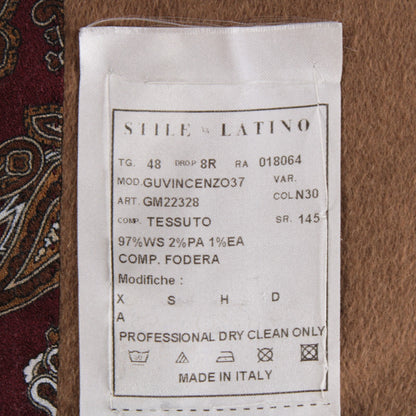 STILE LATINO
TG. 48 DROP 8R RA 018064
MOD. GUVINCENZO37 VAR.
ART. GM22328 COL N30
COMP. TESSUTO SR. 145
97%WS 2%PA 1%EA
COMP. FODERA
Modifiche :
X S H D
A
PROFESSIONAL DRY CLEAN ONLY
MADE IN ITALY